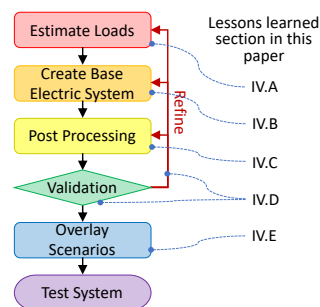 Lessons learned
section in this
paper
Estimate Loads
IV.A
Create Base
Electric System
Refine
IV.B
Post Processing
IV.C
Validation
IV.D
Overlay
Scenarios
IV.E
Test System